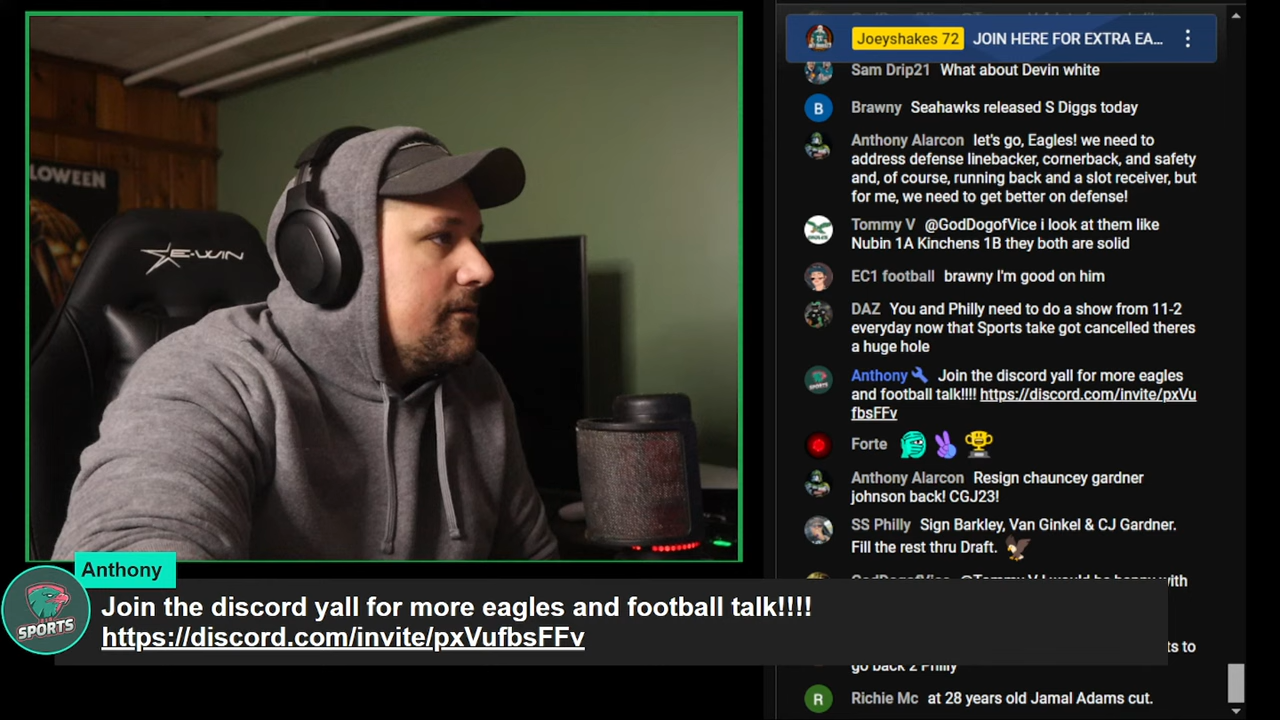 Joeyshakes 72 JOIN HERE FOR EXTRA EA...
Sam Drip21 What about Devin white
Brawny Seahawks released S Diggs today
Anthony Alarcon let's go, Eagles! we need to
address defense linebacker, cornerback, and safety
and, of course, running back and a slot receiver, but
for me, we need to get better on defense!
Tommy V @GodDogofVice i look at them like
Nubin 1A Kinchens 1B they both are solid
EC1 football brawny I'm good on him
DAZ You and Philly need to do a show from 11-2
everyday now that Sports take got cancelled theres
a huge hole
Anthony Join the discord yall for more eagles
and football talk!!!! https://discord.com/invite/pxVu
fbsFFv
Forte
Anthony Alarcon Resign chauncey gardner
johnson back! CGJ23!
SS Philly Sign Barkley, Van Ginkel & CJ Gardner.
Fill the rest thru Draft.
GodDogofVice @Tommy V I would be happy with
ts to
go back 2 Philly
Richie Mc at 28 years old Jamal Adams cut.
LOWEEN
E-WIN
Anthony
Join the discord yall for more eagles and football talk!!!!
https://discord.com/invite/pxVufbsFFv
SPORTS